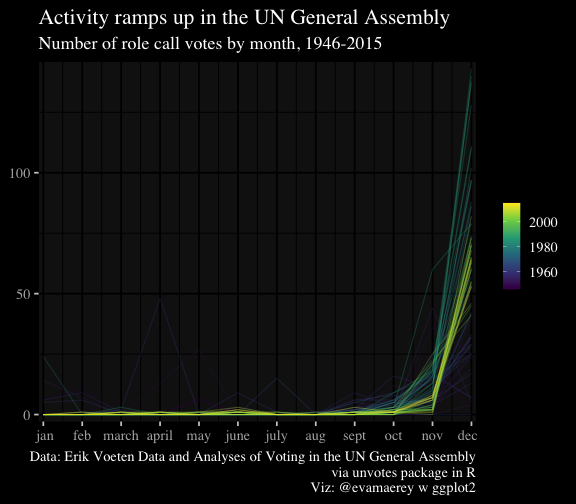 Activity ramps up in the UN General Assembly
Number of role call votes by month, 1946-2015
100
50
0
jan feb march april may june july aug sept oct nov dec
2000
1980
1960
Data: Erik Voeten Data and Analyses of Voting in the UN General Assembly
via unvotes package in R
Viz: @evamaerey w ggplot2